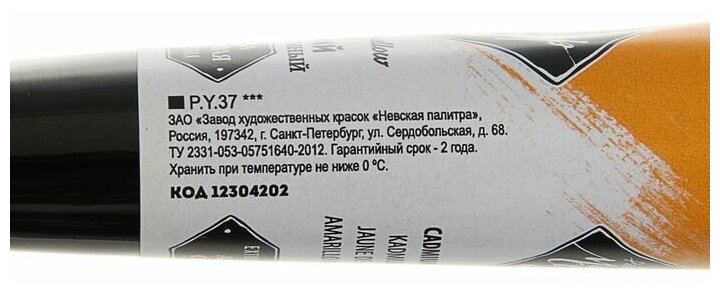 ■ P.Y.37 ***
ЗАО «Завод художественных красок «Невская палитра»,
Россия, 197342, г. Санкт-Петербург, ул. Сердобольская, д. 68.
ТУ 2331-053-05751640-2012. Гарантийный срок - 2 года.
Хранить при температуре не ниже 0 °С.
КОД 12304202